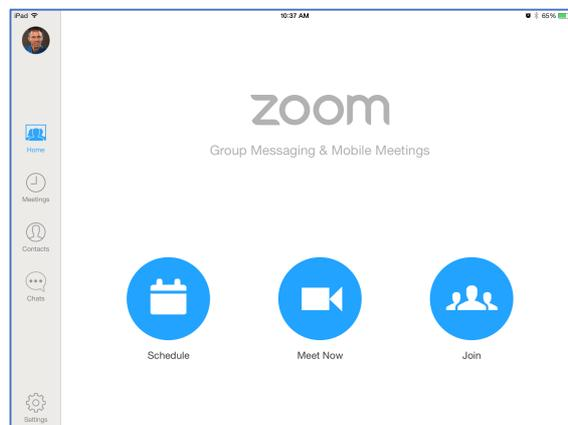 iPad 10:37 AM 65%
zoom
Group Messaging & Mobile Meetings
Home
Meetings
Contacts
Chats
Schedule Meet Now Join
Settings